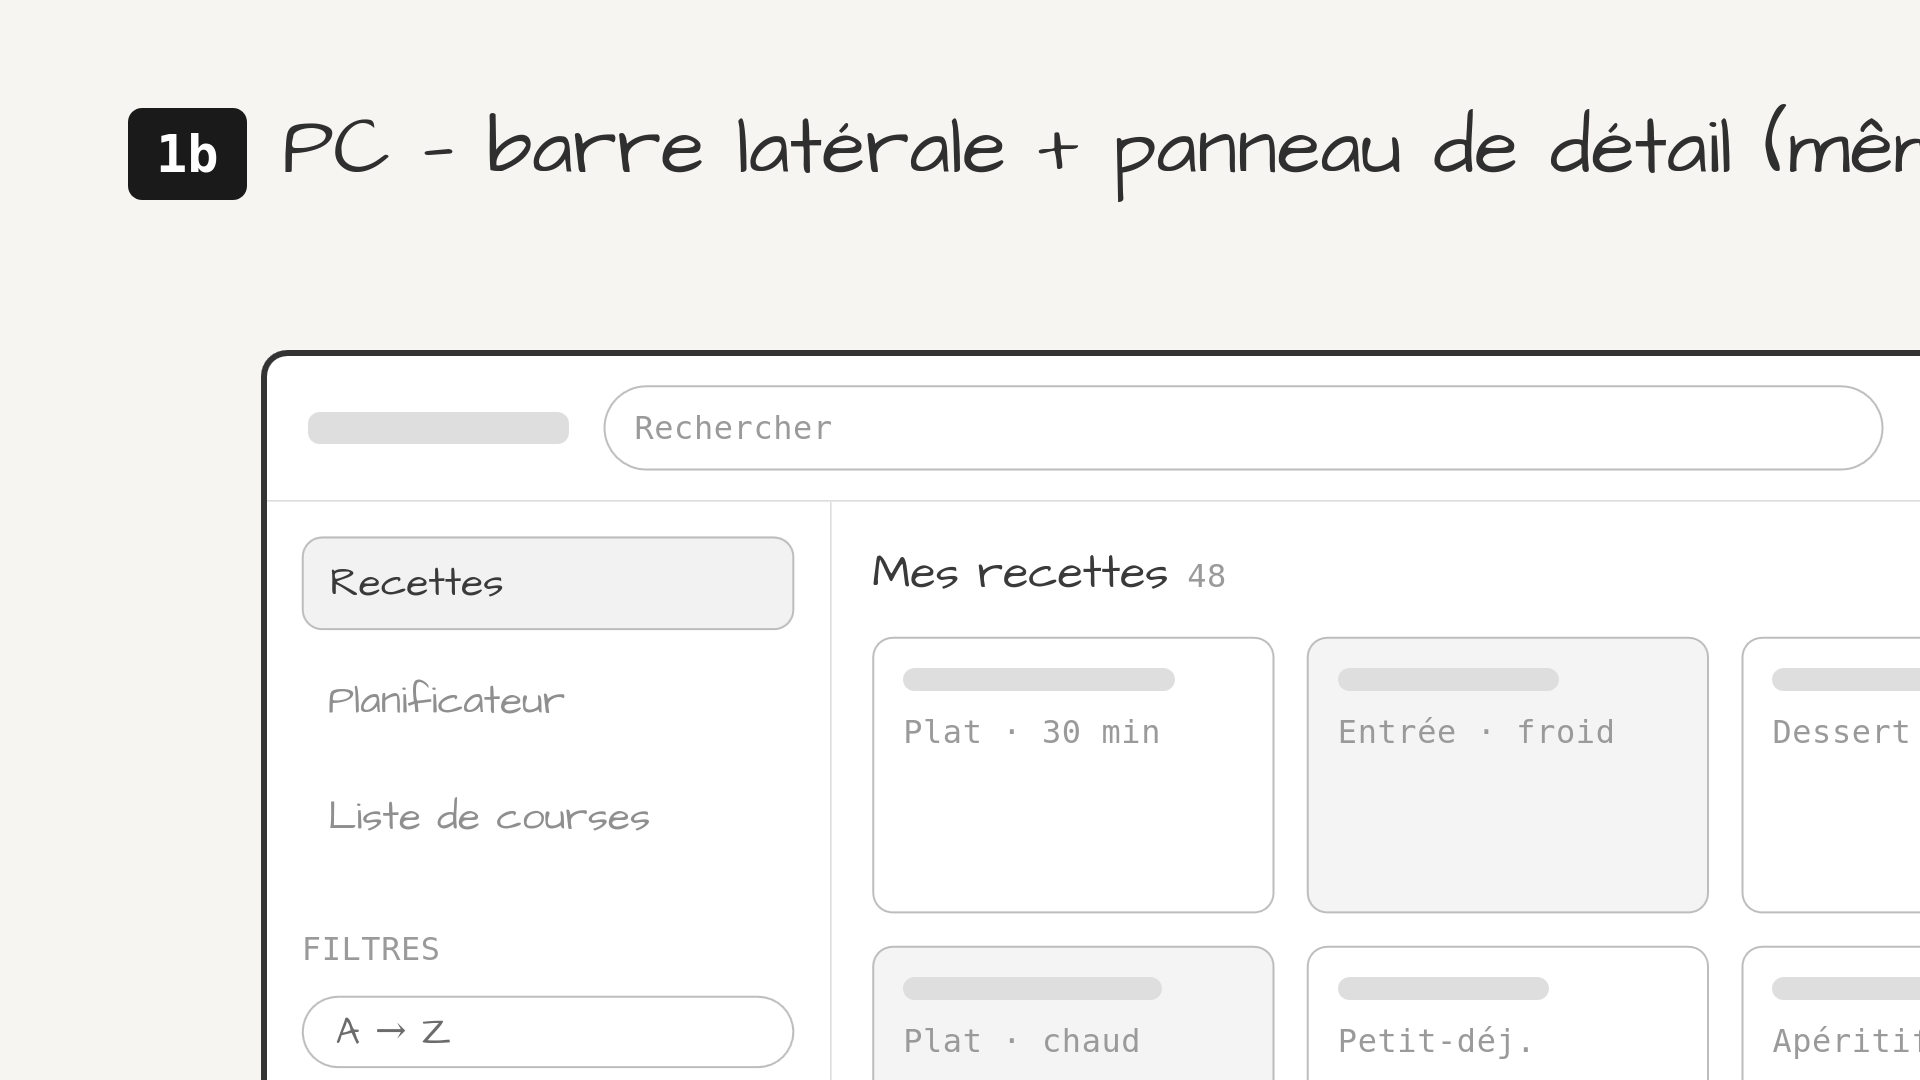 1b PC - barre latérale + panneau de détail
Rechercher
Recettes
Planificateur
Liste de courses
FILTRES
A → Z
Mes recettes 48
Plat · 30 min
Entrée · froid
Dessert
Plat · chaud
Petit-déj.